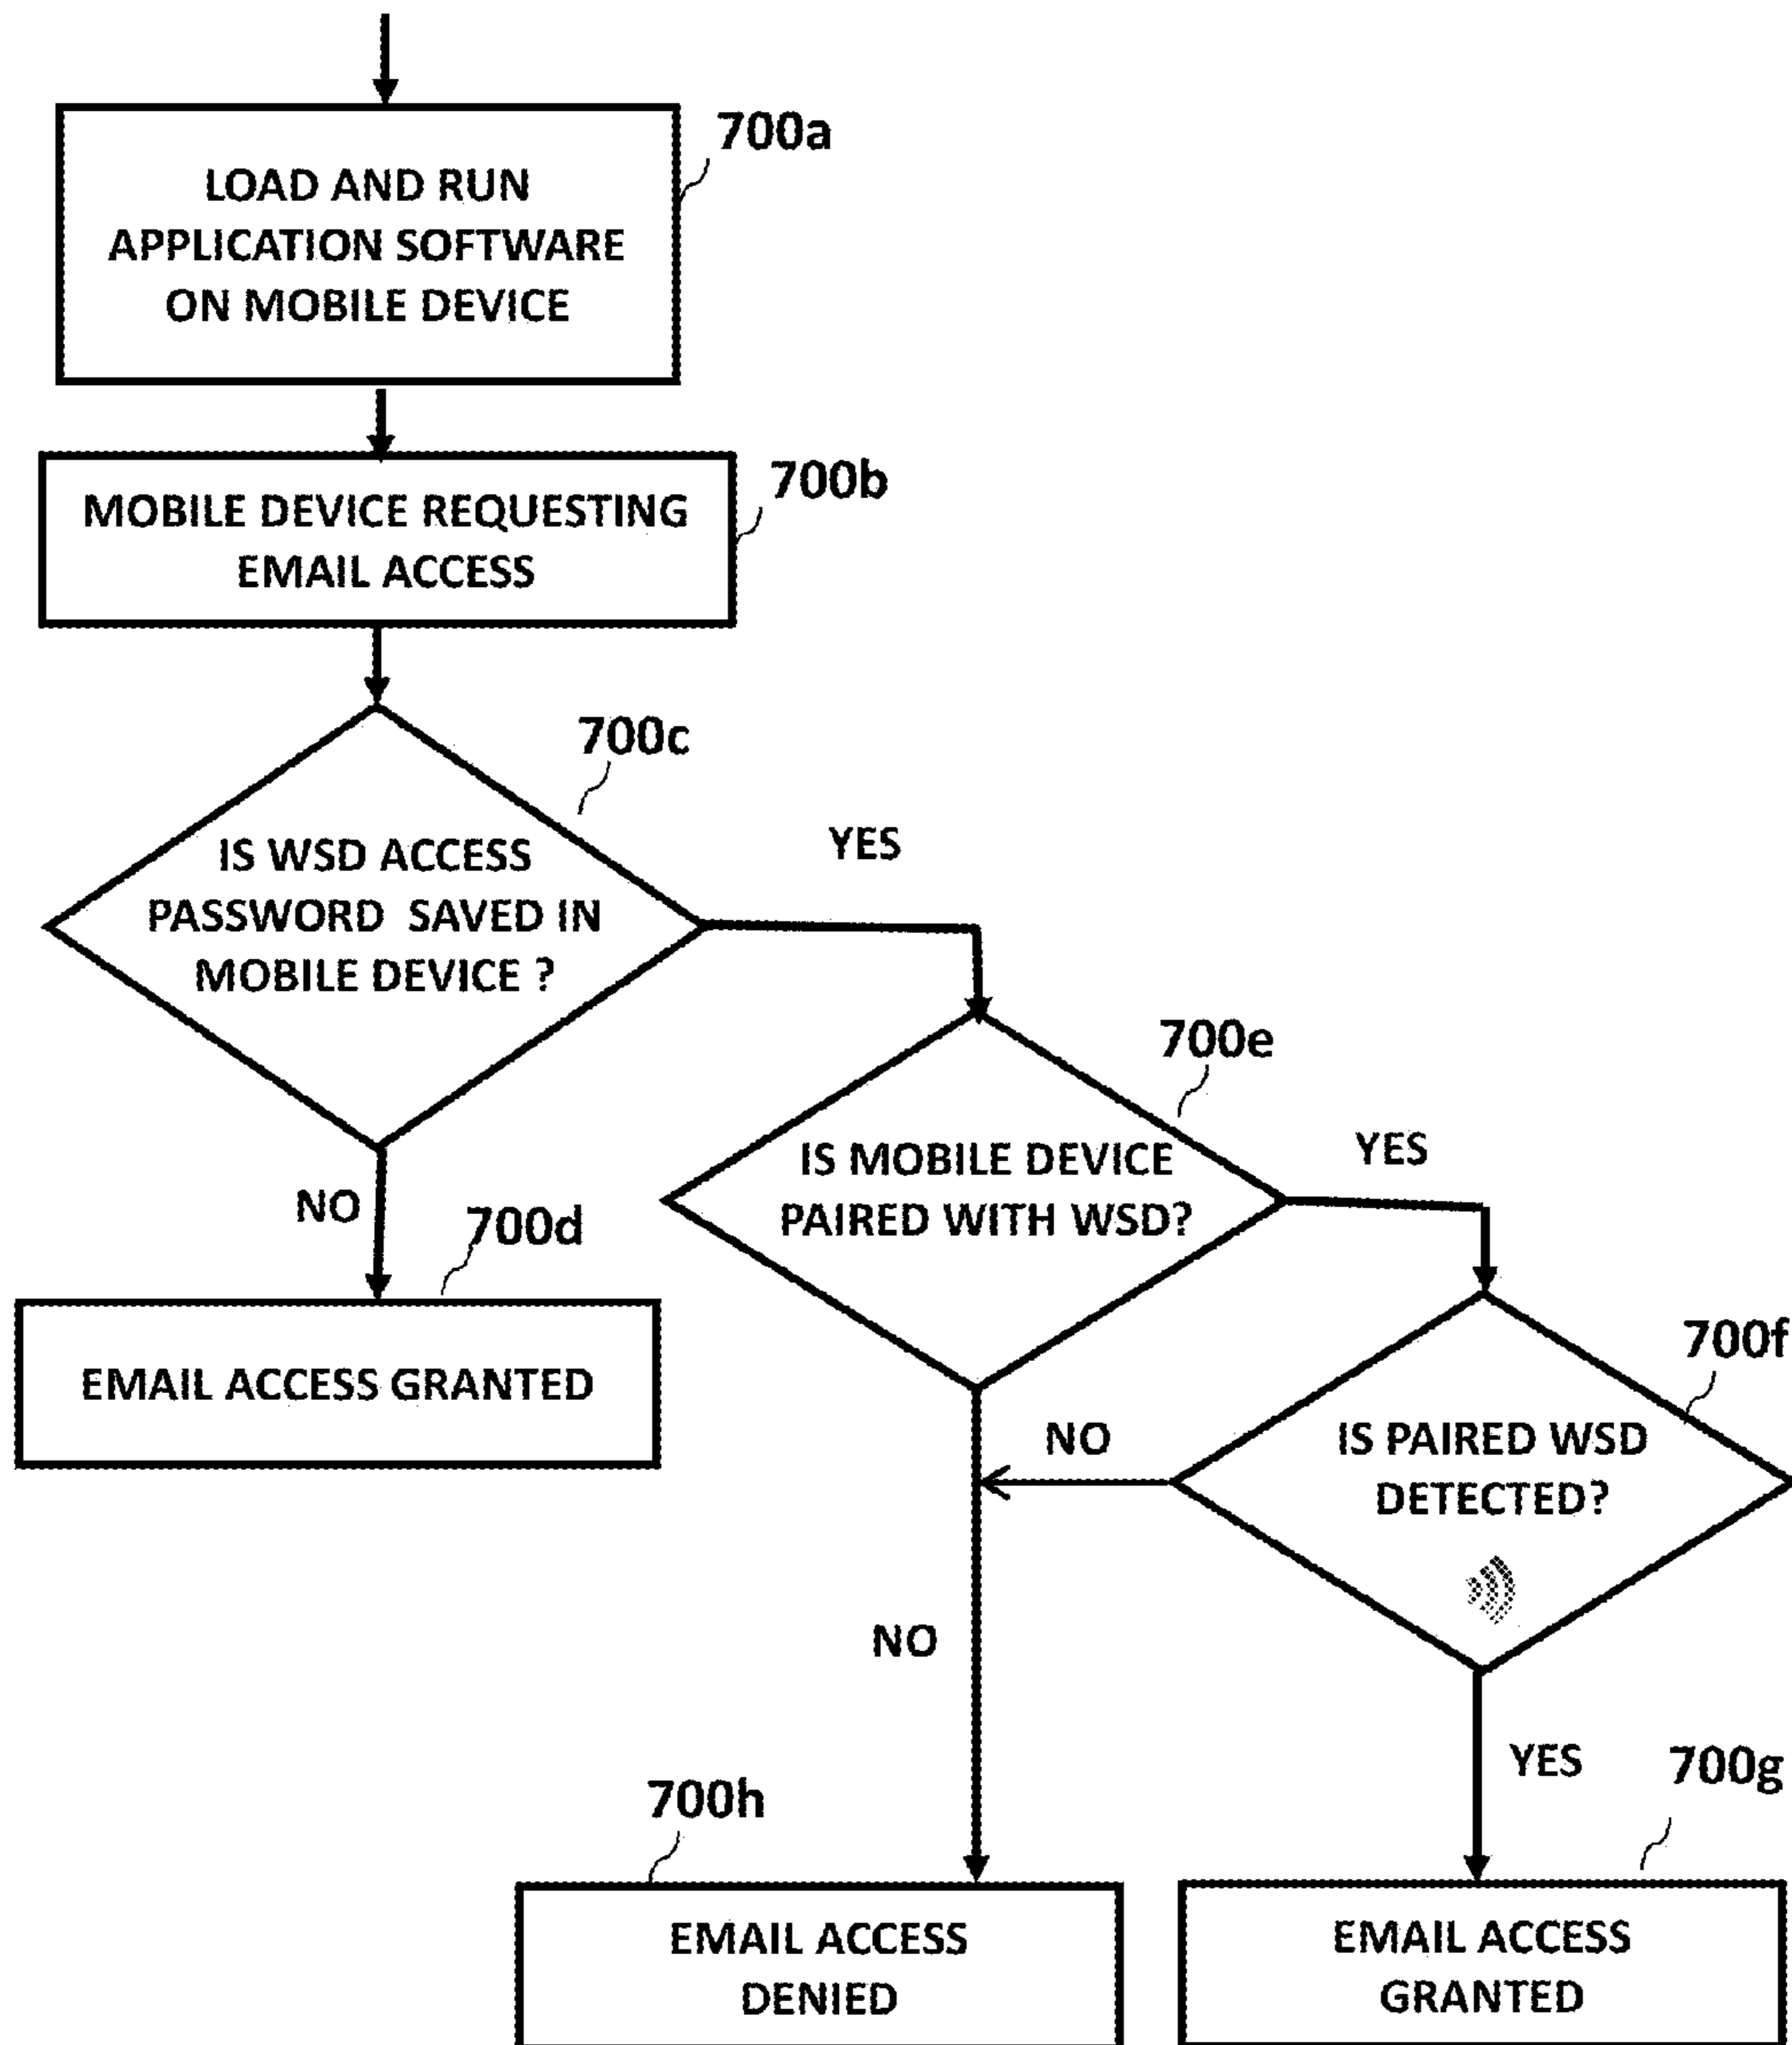 700a
LOAD AND RUN
APPLICATION SOFTWARE
ON MOBILE DEVICE
700b
MOBILE DEVICE REQUESTING
EMAIL ACCESS
700c
IS WSD ACCESS
PASSWORD SAVED IN
MOBILE DEVICE ?
YES
700e
IS MOBILE DEVICE
PAIRED WITH WSD?
YES
NO
700d
EMAIL ACCESS GRANTED
700f
IS PAIRED WSD
DETECTED?
NO
NO
YES
700g
700h
EMAIL ACCESS
DENIED
EMAIL ACCESS
GRANTED